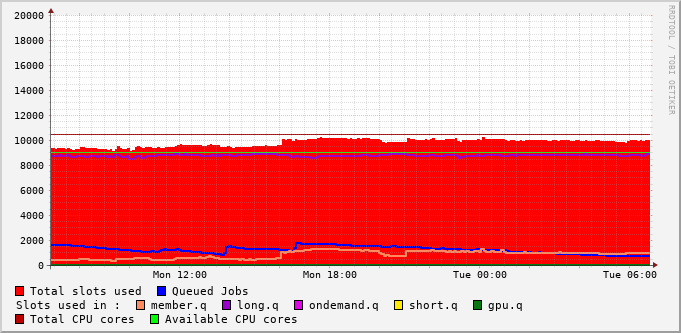 20000
18000
16000
14000
12000
10000
8000
6000
4000
2000
0
Mon 12:00 Mon 18:00 Tue 00:00 Tue 06:00
RRDTOOL / TOBI OETIKER
Total slots used Queued Jobs
Slots used in : member.q long.q ondemand.q short.q gpu.q
Total CPU cores Available CPU cores